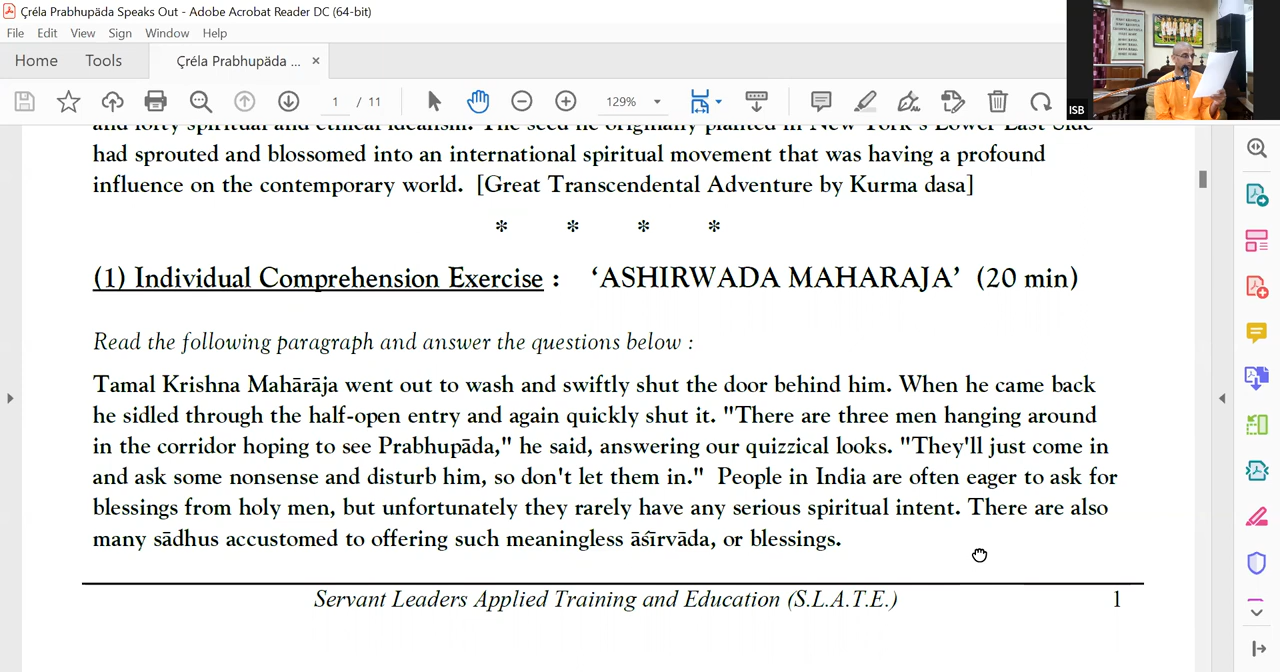 Çréla Prabhupäda Speaks Out - Adobe Acrobat Reader DC (64-bit)
File Edit View Sign Window Help
Home Tools Çréla Prabhupäda ... ×
1 / 11 129%
ISB
and forty spiritual and ethical idealism. The seed he originally planted in New York's Lower East Side
had sprouted and blossomed into an international spiritual movement that was having a profound
influence on the contemporary world. [Great Transcendental Adventure by Kurma dasa]
* * * *
(1) Individual Comprehension Exercise : ‘ASHIRWADA MAHARAJA’ (20 min)
Read the following paragraph and answer the questions below :
Tamal Krishna Mahārāja went out to wash and swiftly shut the door behind him. When he came back
he sidled through the half-open entry and again quickly shut it. "There are three men hanging around
in the corridor hoping to see Prabhupāda," he said, answering our quizzical looks. "They'll just come in
and ask some nonsense and disturb him, so don't let them in." People in India are often eager to ask for
blessings from holy men, but unfortunately they rarely have any serious spiritual intent. There are also
many sādhus accustomed to offering such meaningless āśīrvāda, or blessings.
Servant Leaders Applied Training and Education (S.L.A.T.E.) 1